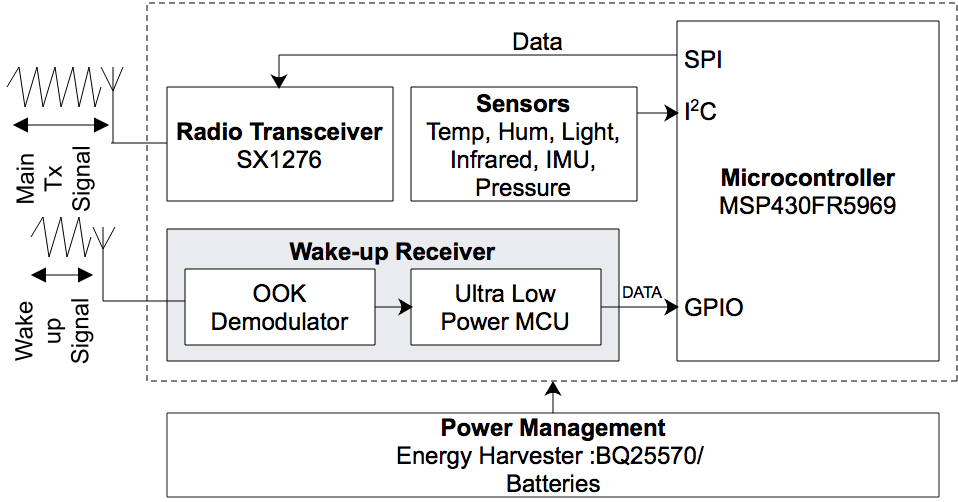 Data
SPI
Radio Transceiver
SX1276
Sensors
Temp, Hum, Light,
Infrared, IMU,
Pressure
I²C
Microcontroller
MSP430FR5969
Main
Tx
Signal
Wake-up Receiver
OOK
Demodulator
Ultra Low
Power MCU
DATA
GPIO
Wake
up
Signal
Power Management
Energy Harvester :BQ25570/
Batteries